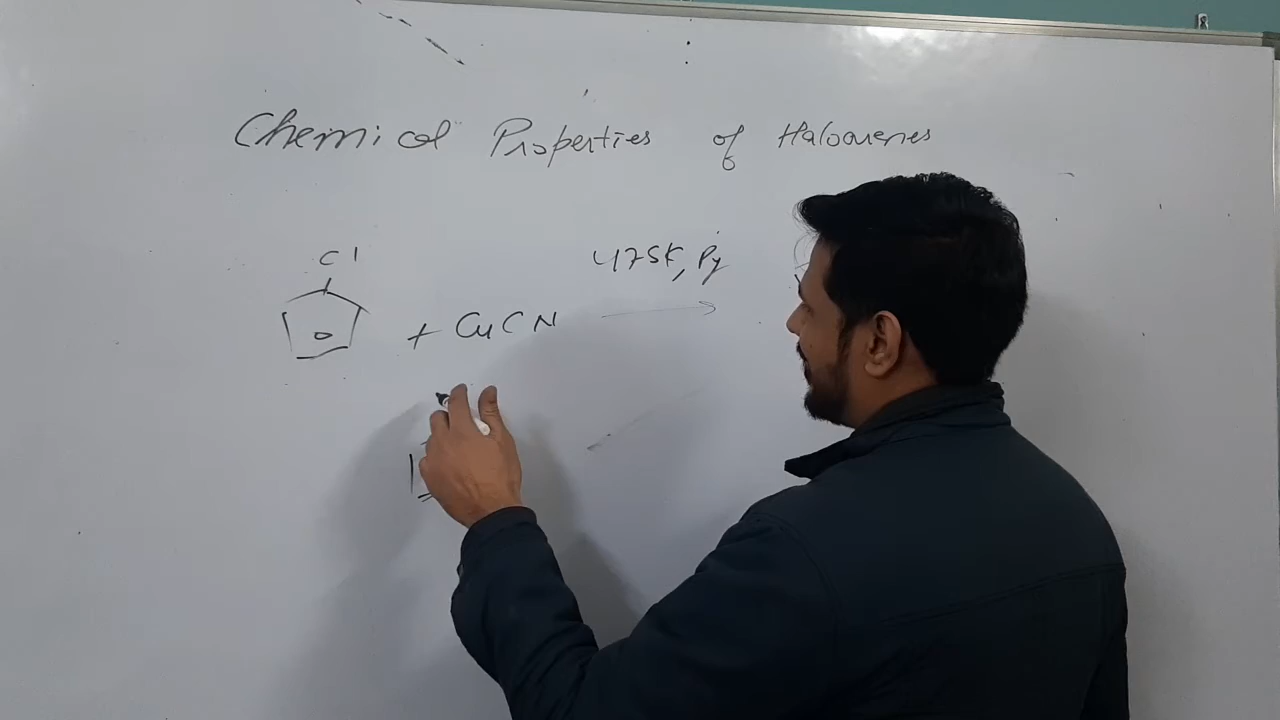 Chemical Properties of Haloarenes
Cl
475K, Py
+ CuCN